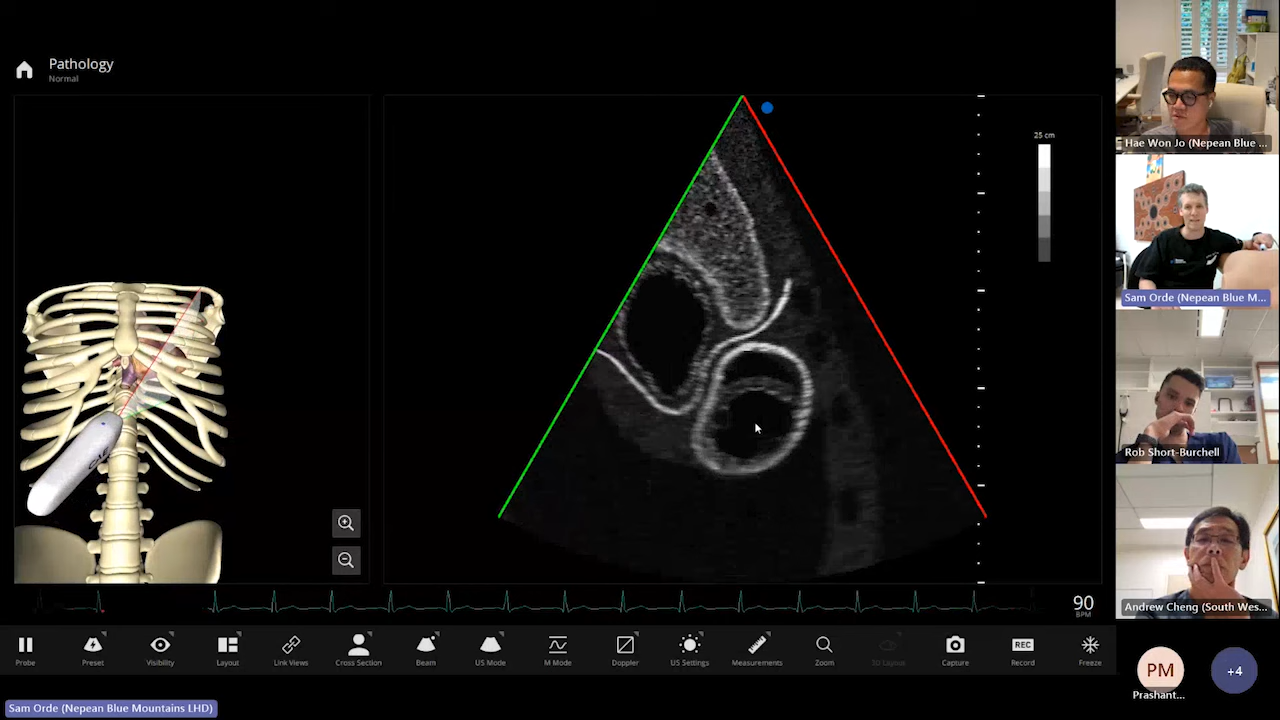 Pathology
Normal
25 cm
90
BPM
Probe
Preset
Visibility
Layout
Link Views
Cross Section
Beam
US Mode
M Mode
Doppler
US Settings
Measurements
Zoom
3D Layout
Capture
REC
Record
Freeze
Hae Won Jo (Nepean Blue ...
Sam Orde (Nepean Blue M...
Rob Short-Burchell
Andrew Cheng (South Wes...
PM
Prashant...
+4
Sam Orde (Nepean Blue Mountains LHD)